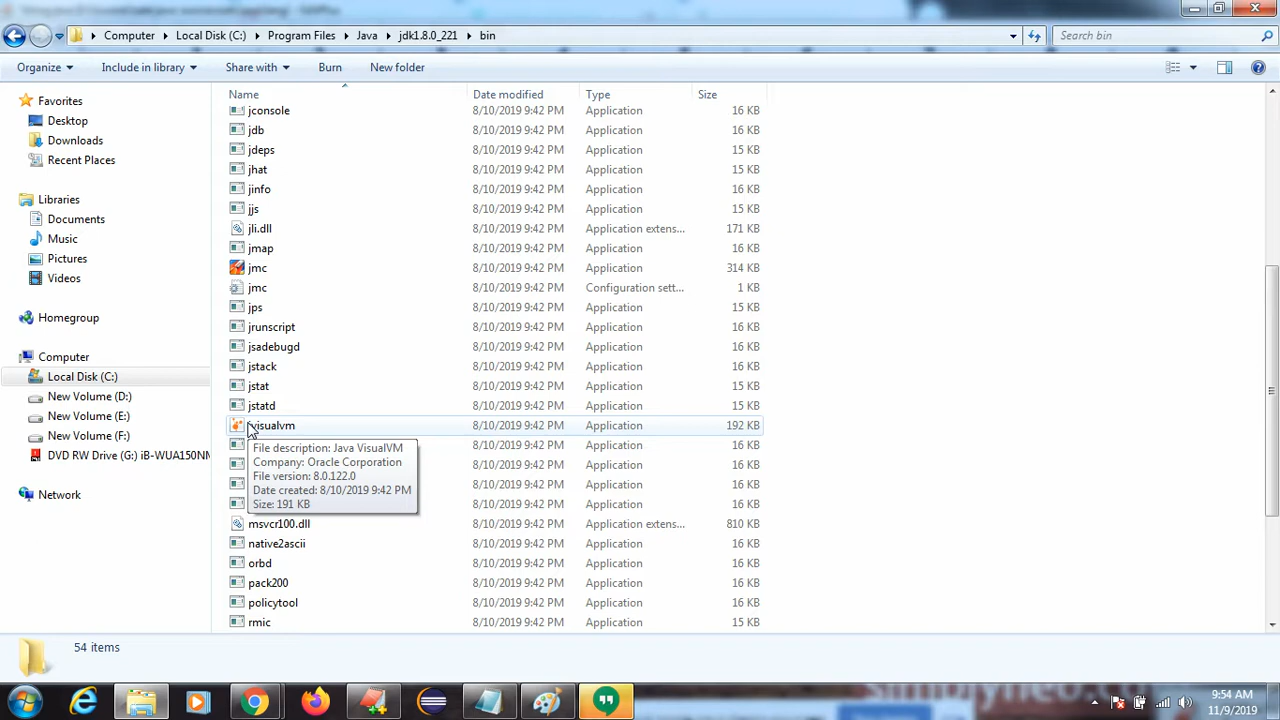 Computer Local Disk (C:) Program Files Java jdk1.8.0_221 bin Search bin
Organize Include in library Share with Burn New folder
Name Date modified Type Size
Favorites
Desktop
Downloads
Recent Places
Libraries
Documents
Music
Pictures
Videos
Homegroup
Computer
Local Disk (C:)
New Volume (D:)
New Volume (E:)
New Volume (F:)
DVD RW Drive (G:) iB-WUA150NN
Network
jconsole 8/10/2019 9:42 PM Application 16 KB
jdb 8/10/2019 9:42 PM Application 16 KB
jdeps 8/10/2019 9:42 PM Application 15 KB
jhat 8/10/2019 9:42 PM Application 15 KB
jinfo 8/10/2019 9:42 PM Application 16 KB
jjs 8/10/2019 9:42 PM Application 15 KB
jli.dll 8/10/2019 9:42 PM Application extens... 171 KB
jmap 8/10/2019 9:42 PM Application 16 KB
jmc 8/10/2019 9:42 PM Application 314 KB
jmc 8/10/2019 9:42 PM Configuration sett... 1 KB
jps 8/10/2019 9:42 PM Application 15 KB
jrunscript 8/10/2019 9:42 PM Application 16 KB
jsadebugd 8/10/2019 9:42 PM Application 16 KB
jstack 8/10/2019 9:42 PM Application 16 KB
jstat 8/10/2019 9:42 PM Application 15 KB
jstatd 8/10/2019 9:42 PM Application 15 KB
jvisualvm 8/10/2019 9:42 PM Application 192 KB
8/10/2019 9:42 PM Application 16 KB
8/10/2019 9:42 PM Application 16 KB
8/10/2019 9:42 PM Application 16 KB
8/10/2019 9:42 PM Application 16 KB
File description: Java VisualVM
Company: Oracle Corporation
File version: 8.0.122.0
Date created: 8/10/2019 9:42 PM
Size: 191 KB
msvcr100.dll 8/10/2019 9:42 PM Application extens... 810 KB
native2ascii 8/10/2019 9:42 PM Application 16 KB
orbd 8/10/2019 9:42 PM Application 16 KB
pack200 8/10/2019 9:42 PM Application 16 KB
policytool 8/10/2019 9:42 PM Application 16 KB
rmic 8/10/2019 9:42 PM Application 15 KB
54 items
9:54 AM
11/9/2019